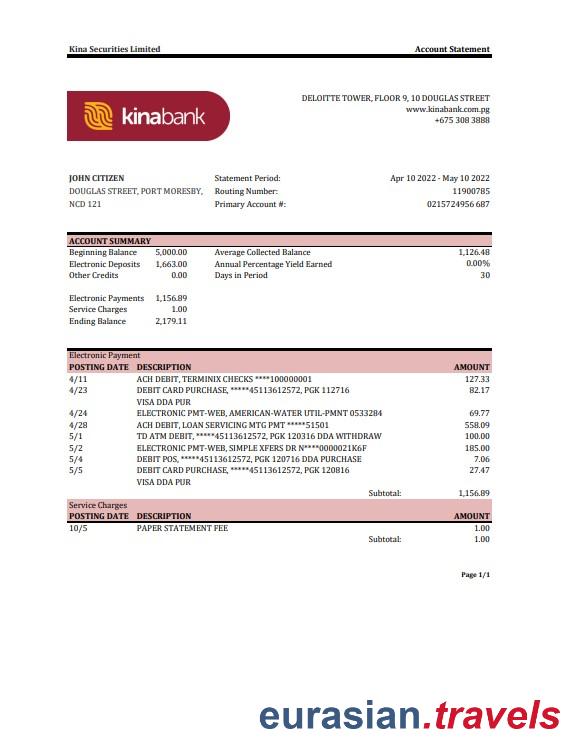 Kina Securities Limited Account Statement
kinabank
DELOITTE TOWER, FLOOR 9, 10 DOUGLAS STREET
www.kinabank.com.pg
+675 308 3888
JOHN CITIZEN Statement Period: Apr 10 2022 - May 10 2022
DOUGLAS STREET, PORT MORESBY, Routing Number: 11900785
NCD 121 Primary Account #: 0215724956 687
ACCOUNT SUMMARY
Beginning Balance 5,000.00 Average Collected Balance 1,126.48
Electronic Deposits 1,663.00 Annual Percentage Yield Earned 0.00%
Other Credits 0.00 Days in Period 30
Electronic Payments 1,156.89
Service Charges 1.00
Ending Balance 2,179.11
Electronic Payment
POSTING DATE DESCRIPTION AMOUNT
4/11 ACH DEBIT, TERMINIX CHECKS ****100000001 127.33
4/23 DEBIT CARD PURCHASE, *****45113612572, PGK 112716 82.17
VISA DDA PUR
4/24 ELECTRONIC PMT-WEB, AMERICAN-WATER UTIL-PMNT 0533284 69.77
4/28 ACH DEBIT, LOAN SERVICING MTG PMT *****51501 558.09
5/1 TD ATM DEBIT, *****45113612572, PGK 120316 DDA WITHDRAW 100.00
5/2 ELECTRONIC PMT-WEB, SIMPLE XFERS DR N****0000021K6F 185.00
5/4 DEBIT POS, *****45113612572, PGK 120716 DDA PURCHASE 7.06
5/5 DEBIT CARD PURCHASE, *****45113612572, PGK 120816 27.47
VISA DDA PUR
Subtotal: 1,156.89
Service Charges
POSTING DATE DESCRIPTION AMOUNT
10/5 PAPER STATEMENT FEE 1.00
Subtotal: 1.00
Page 1/1
eurasian.travels